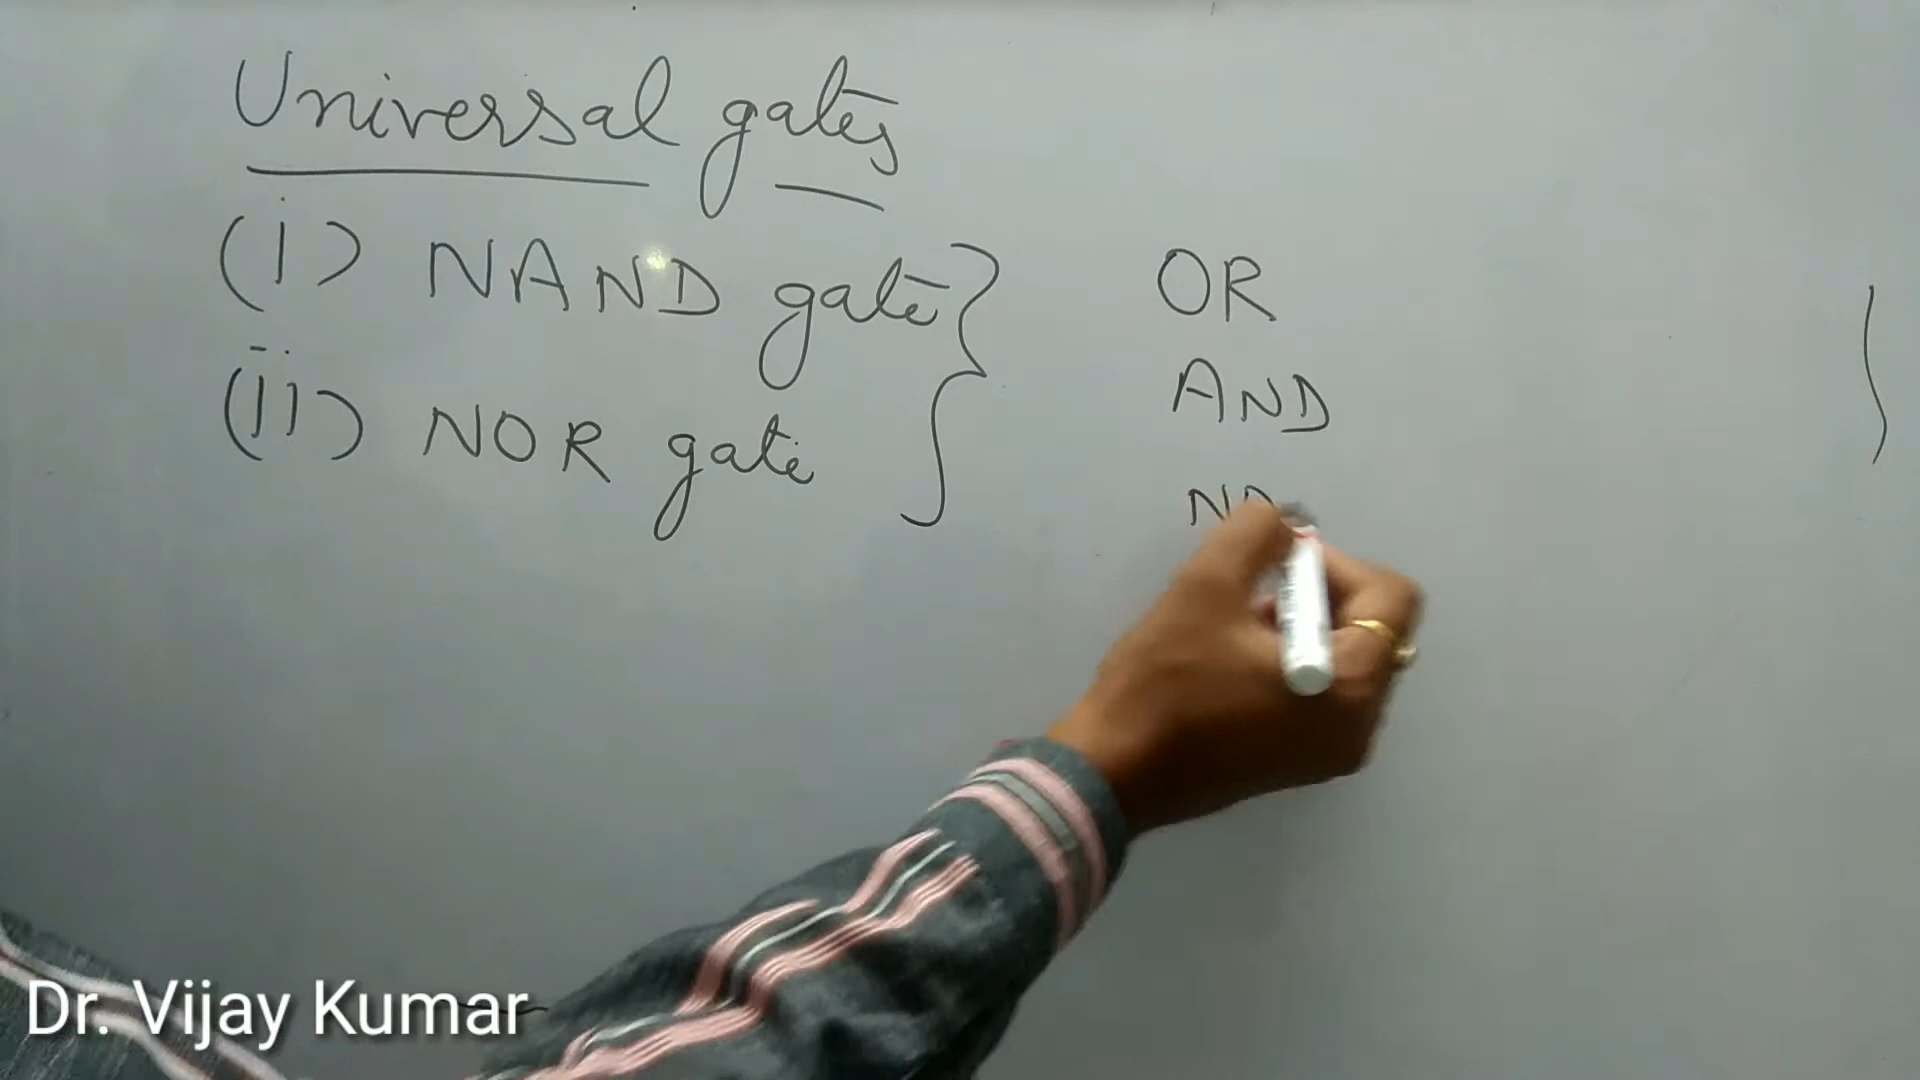 Universal gates
(i) NAND gate
(ii) NOR gate
OR
AND
Dr. Vijay Kumar